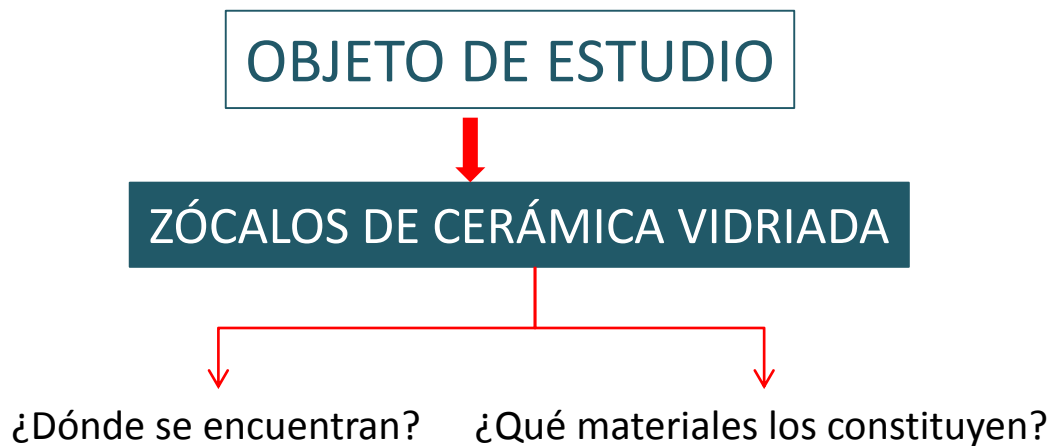 OBJETO DE ESTUDIO
ZÓCALOS DE CERÁMICA VIDRIADA
¿Dónde se encuentran? ¿Qué materiales los constituyen?